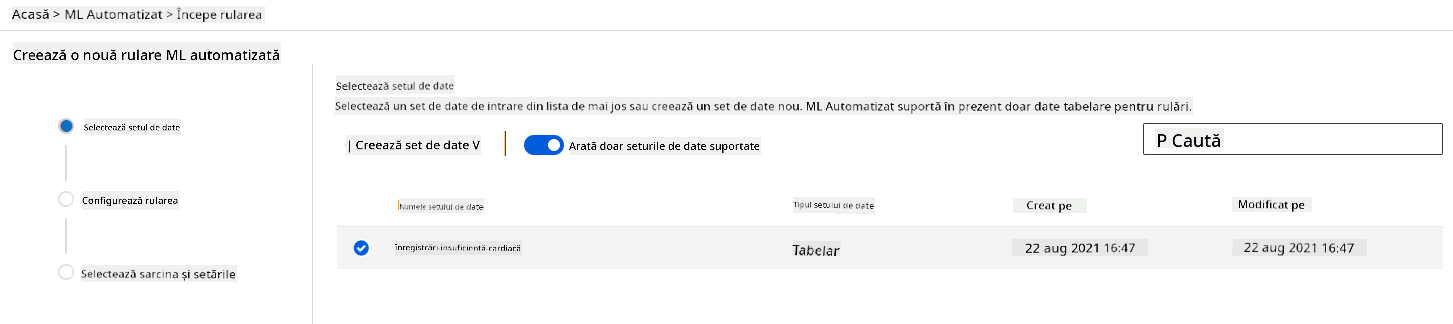 Acasă > ML Automatizat > Începe rularea
Creează o nouă rulare ML automatizată
Selectează setul de date
Configurează rularea
Selectează sarcina și setările
Selectează setul de date
Selectează un set de date de intrare din lista de mai jos sau creează un set de date nou. ML Automatizat suportă în prezent doar date tabelare pentru rulări.
| Creează set de date V
Arată doar seturile de date suportate
P Caută
Numele setului de date Tipul setului de date Creat pe Modificat pe
Înregistrări insuficiență cardiacă Tabelar 22 aug 2021 16:47 22 aug 2021 16:47